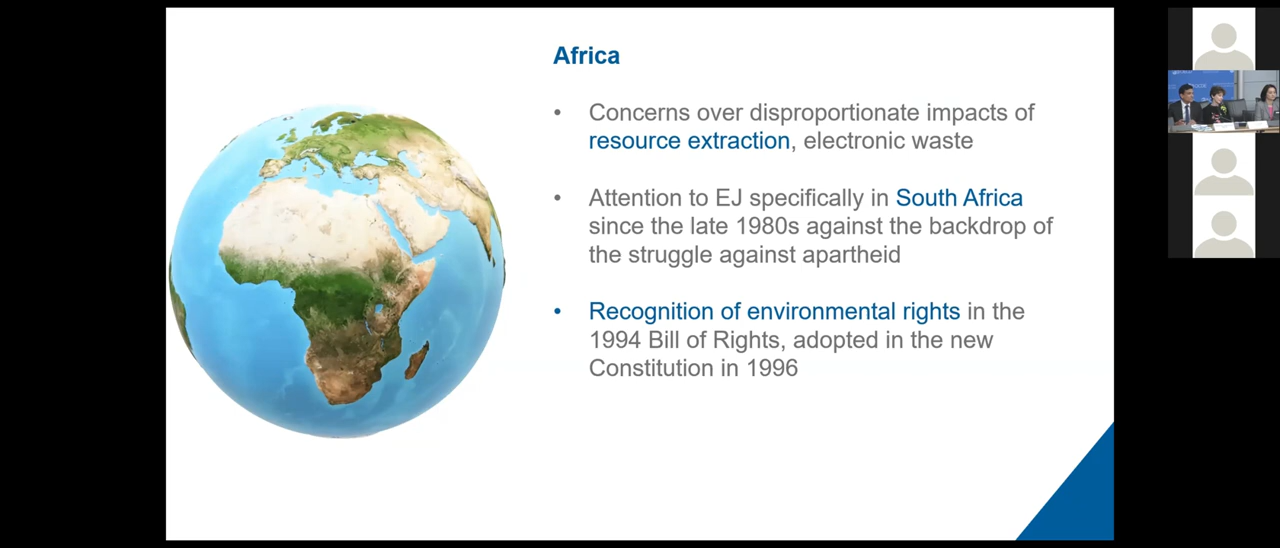 Africa
• Concerns over disproportionate impacts of
resource extraction, electronic waste
• Attention to EJ specifically in South Africa
since the late 1980s against the backdrop of
the struggle against apartheid
• Recognition of environmental rights in the
1994 Bill of Rights, adopted in the new
Constitution in 1996